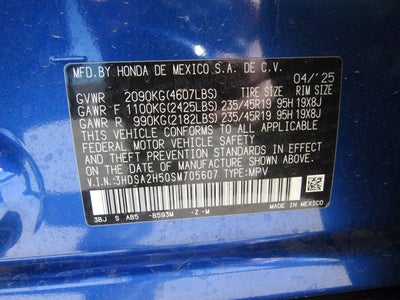 MFD.BY HONDA DE MEXICO S.A. DE C.V.
04/'25
GVWR 2090KG(4607LBS) TIRE SIZE RIM SIZE
GAWR F 1100KG(2425LBS) 235/45R19 95H 19X8J
GAWR R 990KG(2182LBS) 235/45R19 95H 19X8J
THIS VEHICLE CONFORMS TO ALL APPLICABLE
FEDERAL MOTOR VEHICLE SAFETY AND THEFT
PREVENTION STANDARDS IN EFFECT ON THE
DATE OF MANUFACTURE SHOWN ABOVE.
V.I.N.:3HDSA2H50SM705607 TYPE:MPV
3BJ S AB5 -B593M -Z -M
MADE IN
MEXICO